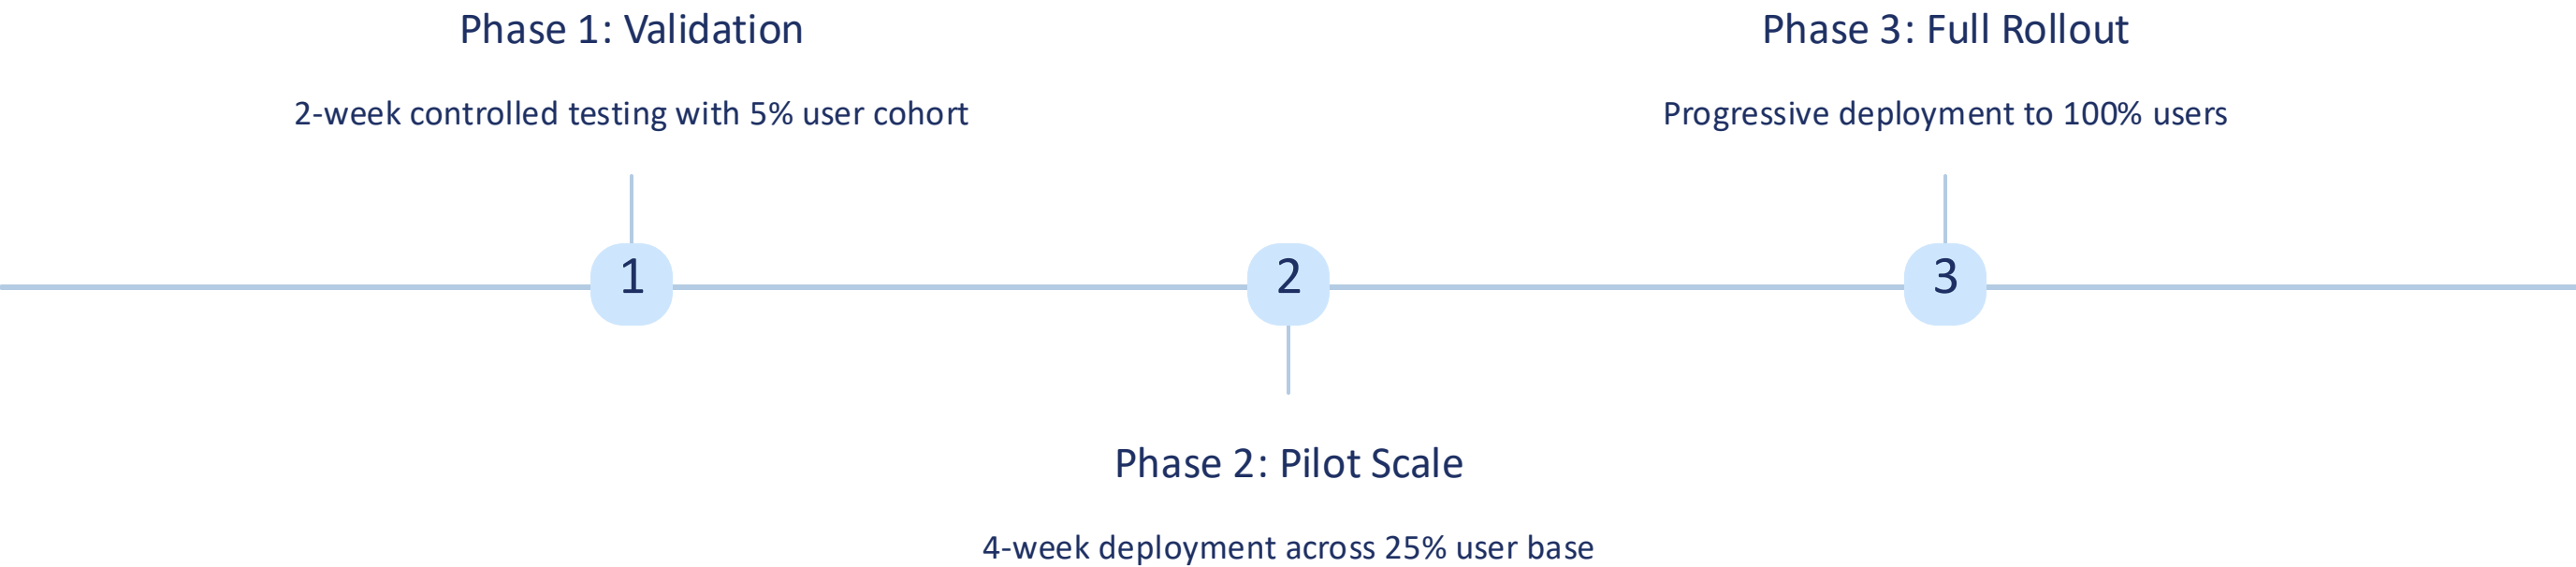 Phase 1: Validation
2-week controlled testing with 5% user cohort
1
2
Phase 2: Pilot Scale
4-week deployment across 25% user base
Phase 3: Full Rollout
Progressive deployment to 100% users
3